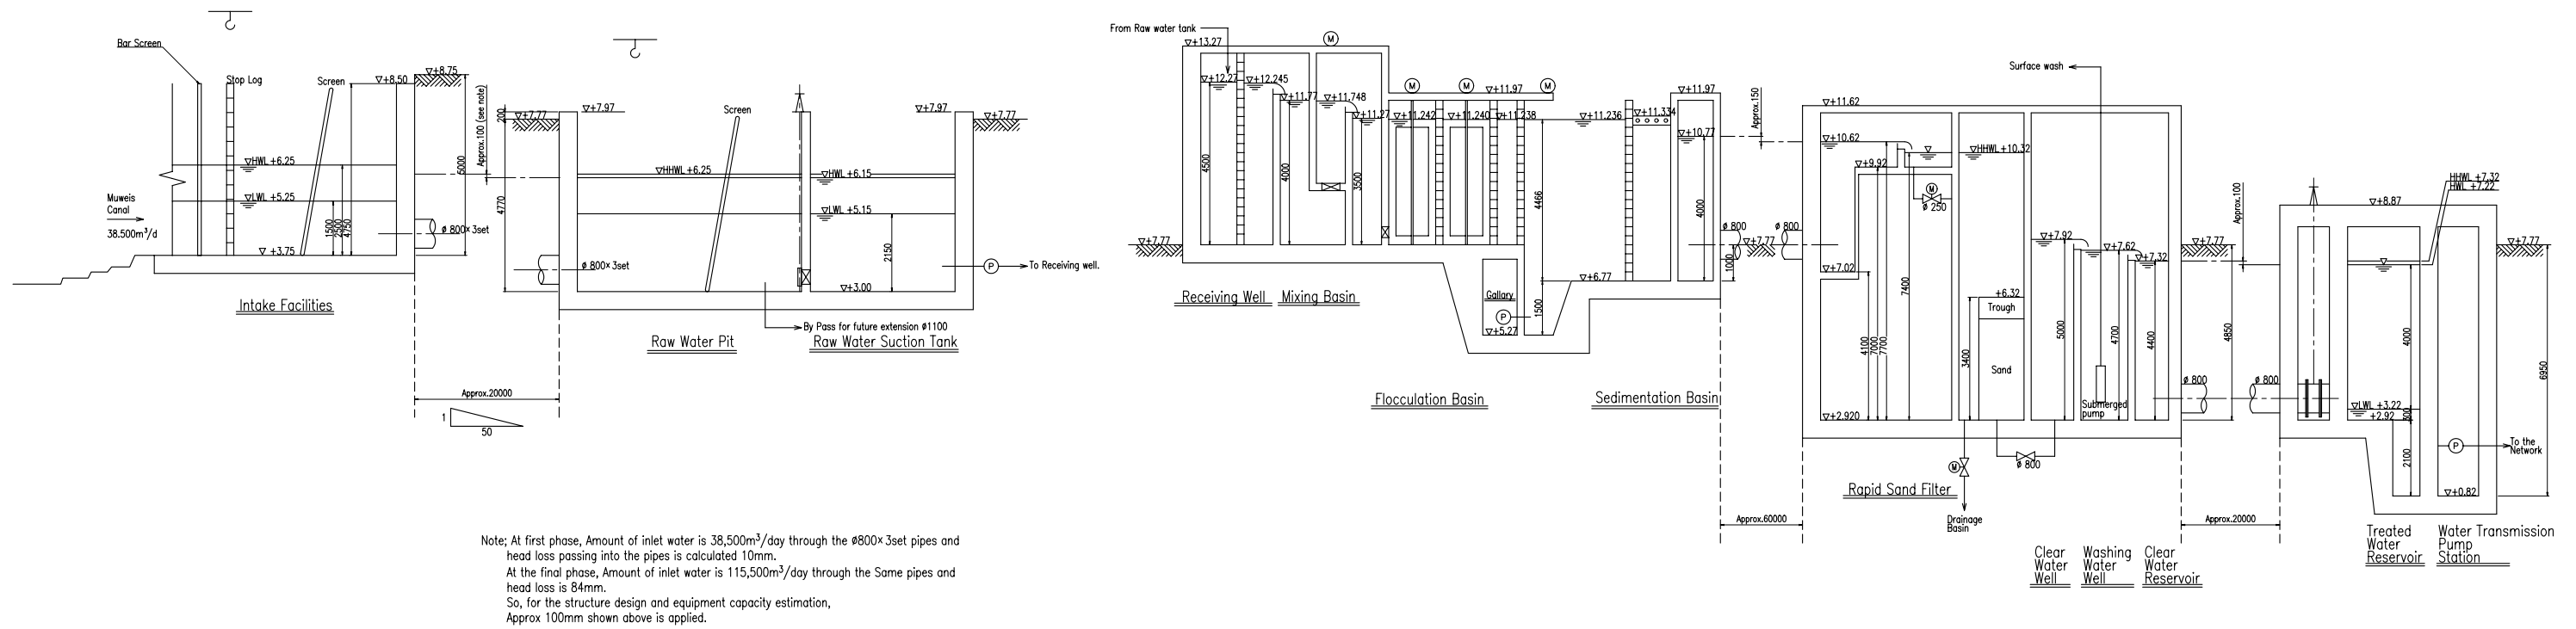 Bar Screen
Stop Log
Screen
▽+8.50
▽+8.75
▽HWL +6.25
▽LWL +5.25
▽ +3.75
1500
2500
4750
5000
Approx.100 (see note)
Muweis
Canal
38.500m³/d
ø 800×3set
Intake Facilities
Approx.20000
1
50
200
▽+7.77
▽+7.97
4770
ø 800×3set
Screen
▽HHWL +6.25
▽HWL +6.15
▽LWL +5.15
2150
▽+3.00
▽+7.97
▽+7.77
P
To Receiving well.
By Pass for future extension ø1100
Raw Water Pit
Raw Water Suction Tank
Note; At first phase, Amount of inlet water is 38,500m³/day through the ø800×3set pipes and
head loss passing into the pipes is calculated 10mm.
At the final phase, Amount of inlet water is 115,500m³/day through the Same pipes and
head loss is 84mm.
So, for the structure design and equipment capacity estimation,
Approx 100mm shown above is applied.
From Raw water tank
▽+13.27
▽+12.27
▽+12.245
▽+11.77
▽+11.748
▽+11.27
M
M
M
M
▽+11.97
▽+11.242
▽+11.240
▽+11.238
▽+11.236
▽+11.334
▽+11.97
▽+10.77
4500
4000
3500
4466
4000
▽+7.77
▽+6.77
1500
Gallary
P
▽+5.27
Receiving Well
Mixing Basin
Flocculation Basin
Sedimentation Basin
ø 800
1000
▽+7.77
ø 800
Approx.150
Approx.60000
▽+11.62
▽+10.62
▽+9.92
▽HHWL+10.32
M
ø 250
▽+7.02
4100
7000
7700
7400
▽+2.920
3400
+6.32
Trough
Sand
Surface wash
▽+7.92
▽+7.62
▽+7.32
5000
4700
4400
Submerged
pump
M
ø 800
Drainage
Basin
Rapid Sand Filter
Clear
Water
Well
Washing
Water
Well
Clear
Water
Reservoir
▽+7.77
4850
Approx.100
ø 800
ø 800
Approx.20000
HHWL +7.32
HWL +7.22
▽+8.87
4000
▽LWL +3.22
+2.92
300
2100
▽+0.82
▽+7.77
6950
P
To the
Network
Treated
Water
Reservoir
Water Transmission
Pump
Station